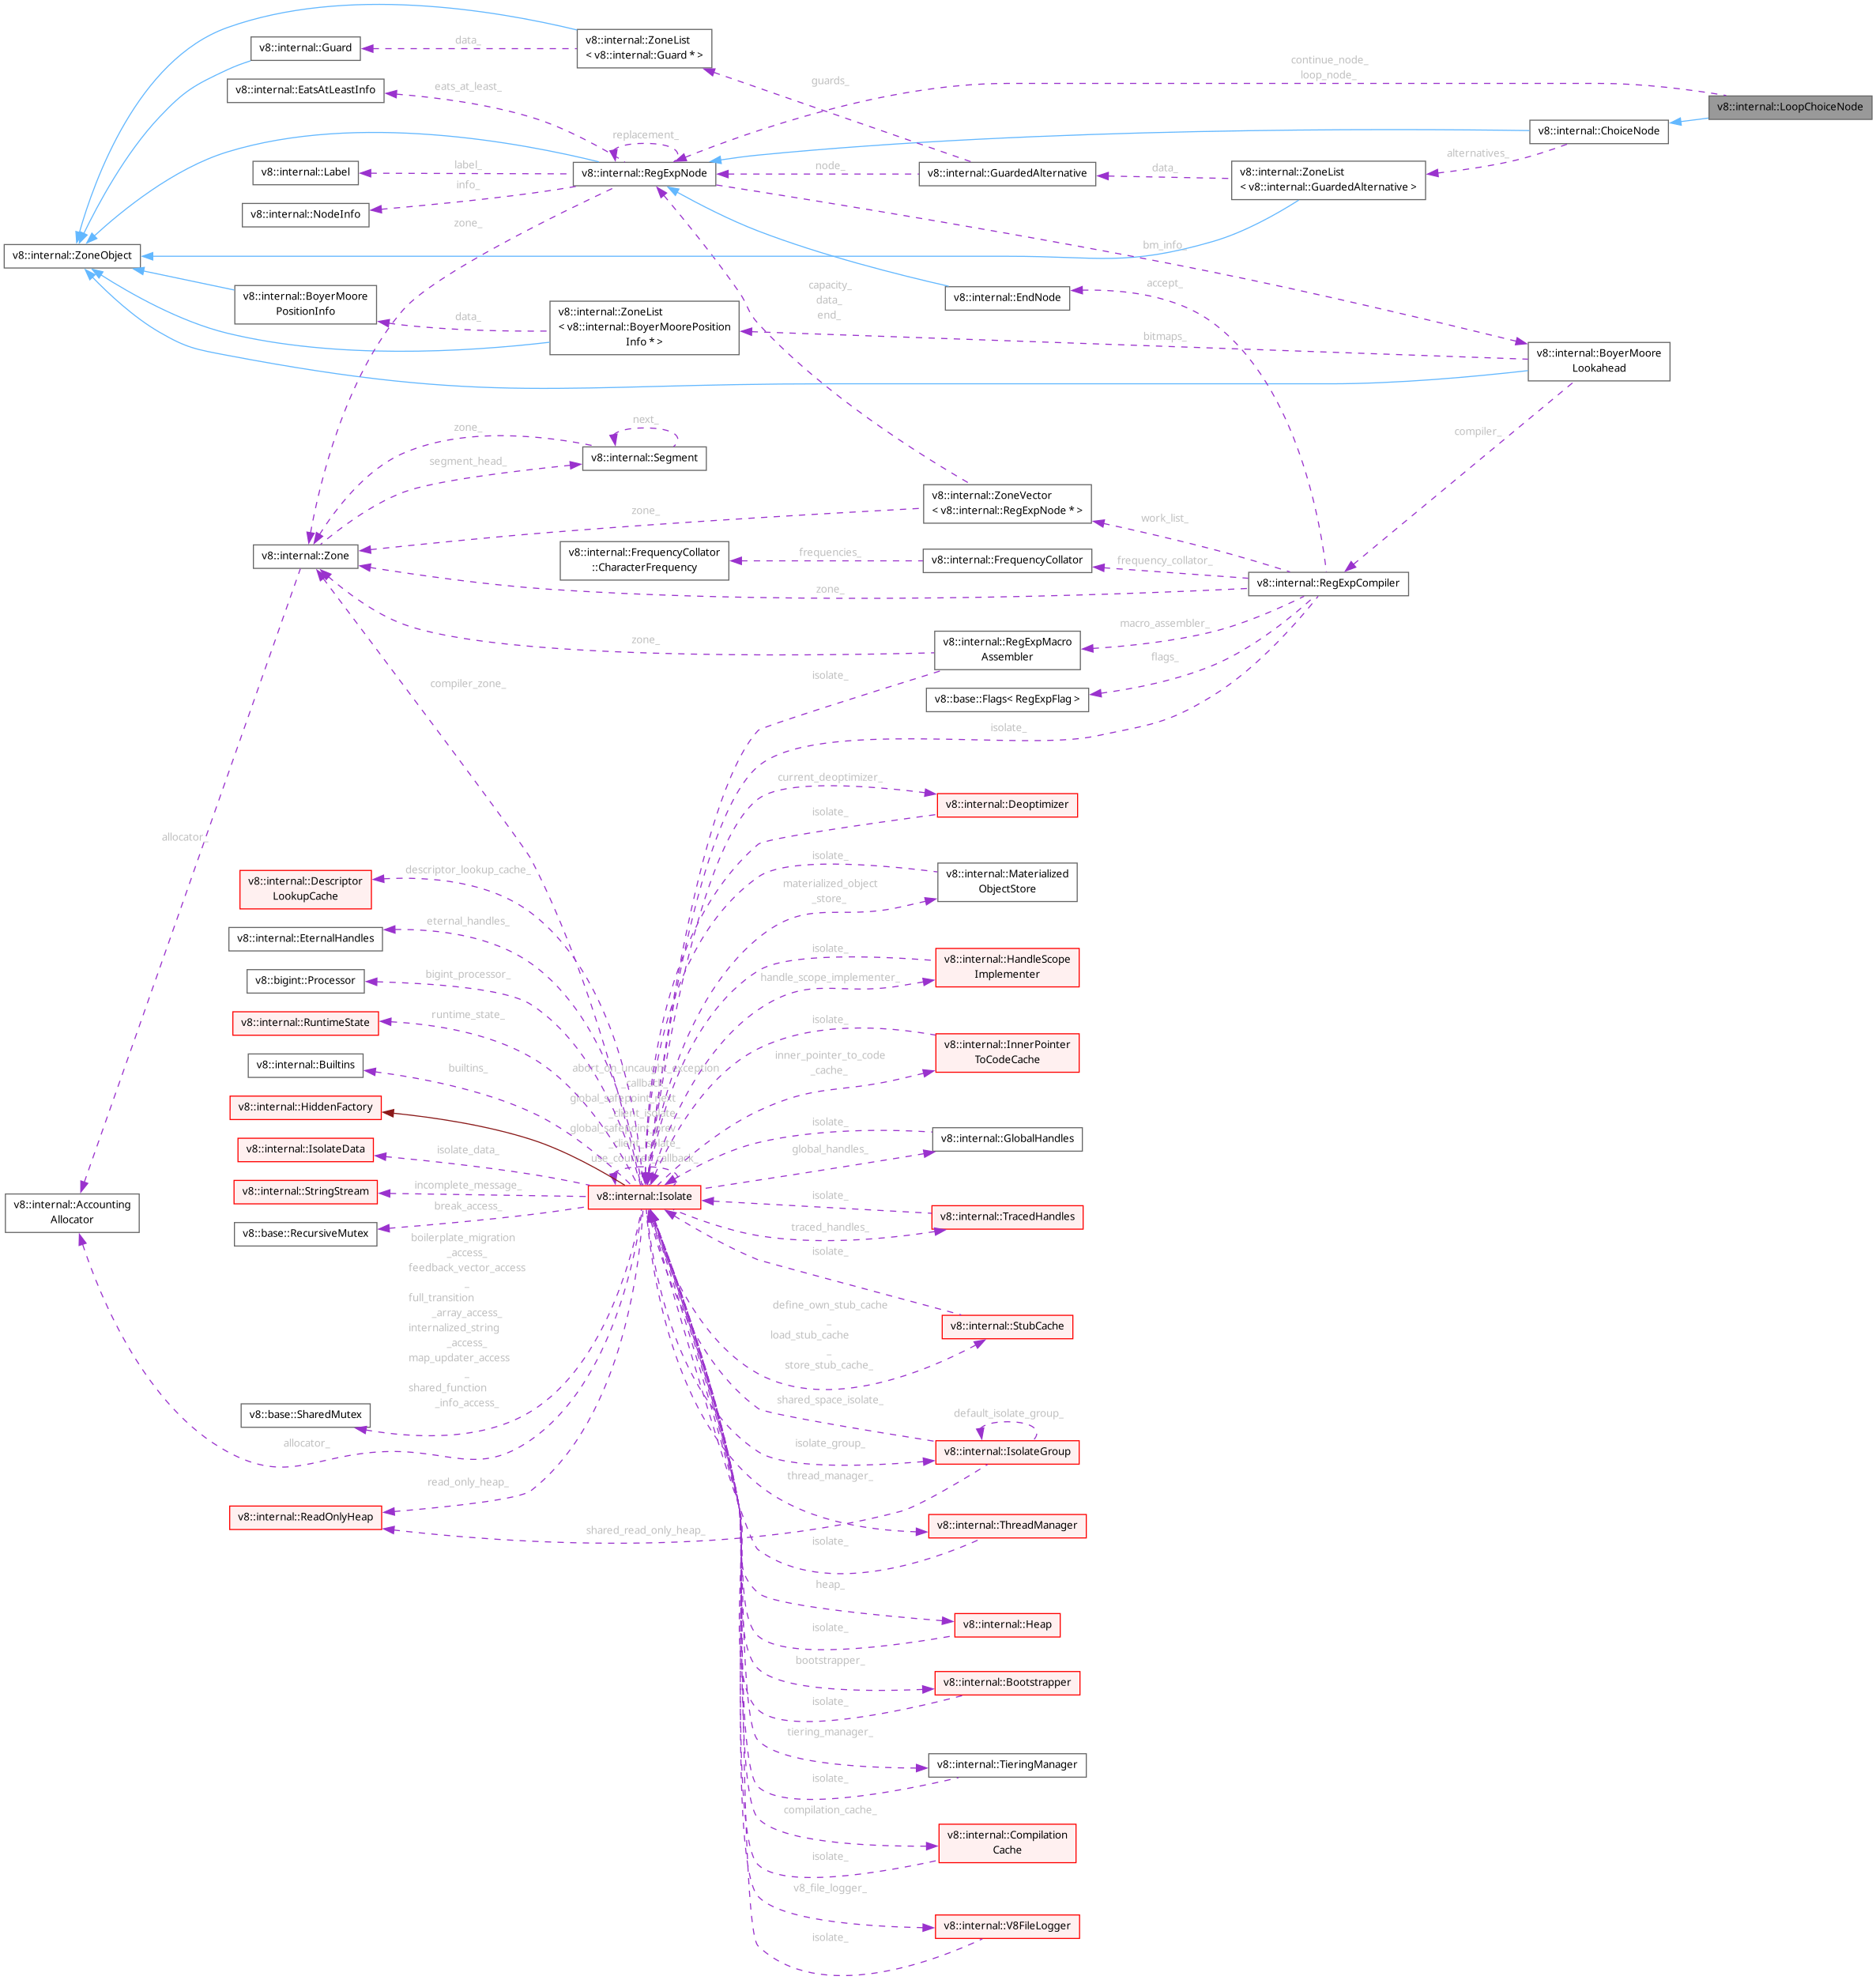 v8::internal::ZoneList
< v8::internal::Guard * >
v8::internal::Guard
data_
continue_node_
loop_node_
v8::internal::EatsAtLeastInfo
eats_at_least_
guards_
v8::internal::LoopChoiceNode
v8::internal::ChoiceNode
replacement_
alternatives_
v8::internal::Label
label_
v8::internal::RegExpNode
node_
v8::internal::GuardedAlternative
data_
v8::internal::ZoneList
< v8::internal::GuardedAlternative >
info_
v8::internal::NodeInfo
zone_
v8::internal::ZoneObject
bm_info_
v8::internal::BoyerMoore
PositionInfo
data_
v8::internal::ZoneList
< v8::internal::BoyerMoorePosition
Info * >
capacity_
data_
end_
v8::internal::EndNode
accept_
bitmaps_
v8::internal::BoyerMoore
Lookahead
next_
zone_
v8::internal::Segment
segment_head_
compiler_
v8::internal::ZoneVector
< v8::internal::RegExpNode * >
zone_
work_list_
v8::internal::Zone
v8::internal::FrequencyCollator
::CharacterFrequency
frequencies_
v8::internal::FrequencyCollator
frequency_collator_
v8::internal::RegExpCompiler
zone_
zone_
macro_assembler_
v8::internal::RegExpMacro
Assembler
flags_
compiler_zone_
isolate_
v8::base::Flags< RegExpFlag >
isolate_
current_deoptimizer_
v8::internal::Deoptimizer
isolate_
allocator_
isolate_
v8::internal::Materialized
ObjectStore
materialized_object
_store_
v8::internal::Descriptor
LookupCache
descriptor_lookup_cache_
v8::internal::EternalHandles
eternal_handles_
isolate_
v8::internal::HandleScope
Implementer
handle_scope_implementer_
v8::bigint::Processor
bigint_processor_
v8::internal::RuntimeState
runtime_state_
isolate_
v8::internal::InnerPointer
ToCodeCache
inner_pointer_to_code
_cache_
v8::internal::Builtins
builtins_
abort_on_uncaught_exception
_callback_
global_safepoint_next
_client_isolate_
global_safepoint_prev
_client_isolate_
use_counter_callback_
v8::internal::HiddenFactory
isolate_
v8::internal::GlobalHandles
global_handles_
v8::internal::IsolateData
isolate_data_
v8::internal::StringStream
incomplete_message_
v8::internal::Isolate
isolate_
v8::internal::TracedHandles
traced_handles_
v8::internal::Accounting
Allocator
v8::base::RecursiveMutex
break_access_
isolate_
boilerplate_migration
_access_
feedback_vector_access
_
full_transition
_array_access_
internalized_string
_access_
map_updater_access
_
shared_function
_info_access_
define_own_stub_cache
_
load_stub_cache
_
store_stub_cache_
v8::internal::StubCache
v8::base::SharedMutex
shared_space_isolate_
default_isolate_group_
allocator_
isolate_group_
v8::internal::IsolateGroup
read_only_heap_
thread_manager_
v8::internal::ReadOnlyHeap
shared_read_only_heap_
v8::internal::ThreadManager
isolate_
heap_
v8::internal::Heap
isolate_
bootstrapper_
v8::internal::Bootstrapper
isolate_
tiering_manager_
v8::internal::TieringManager
isolate_
compilation_cache_
v8::internal::Compilation
Cache
isolate_
v8_file_logger_
v8::internal::V8FileLogger
isolate_